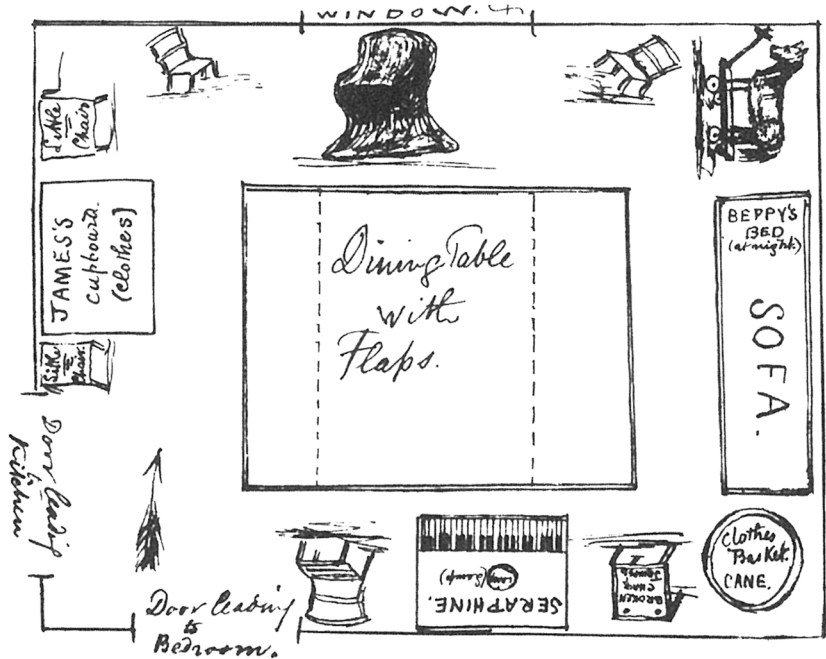 WINDOW.
Little
Chair
JAMES'S
cupboard.
(clothes)
Little
Chair
Dining Table
with
Flaps.
BEPPY'S
BED
(at night)
SOFA.
Door leading
to
Kitchen
Door leading
to
Bedroom.
SERAPHINE.
(Lamp)
BROKEN
CHAIR
Clothes
Basket.
CANE.